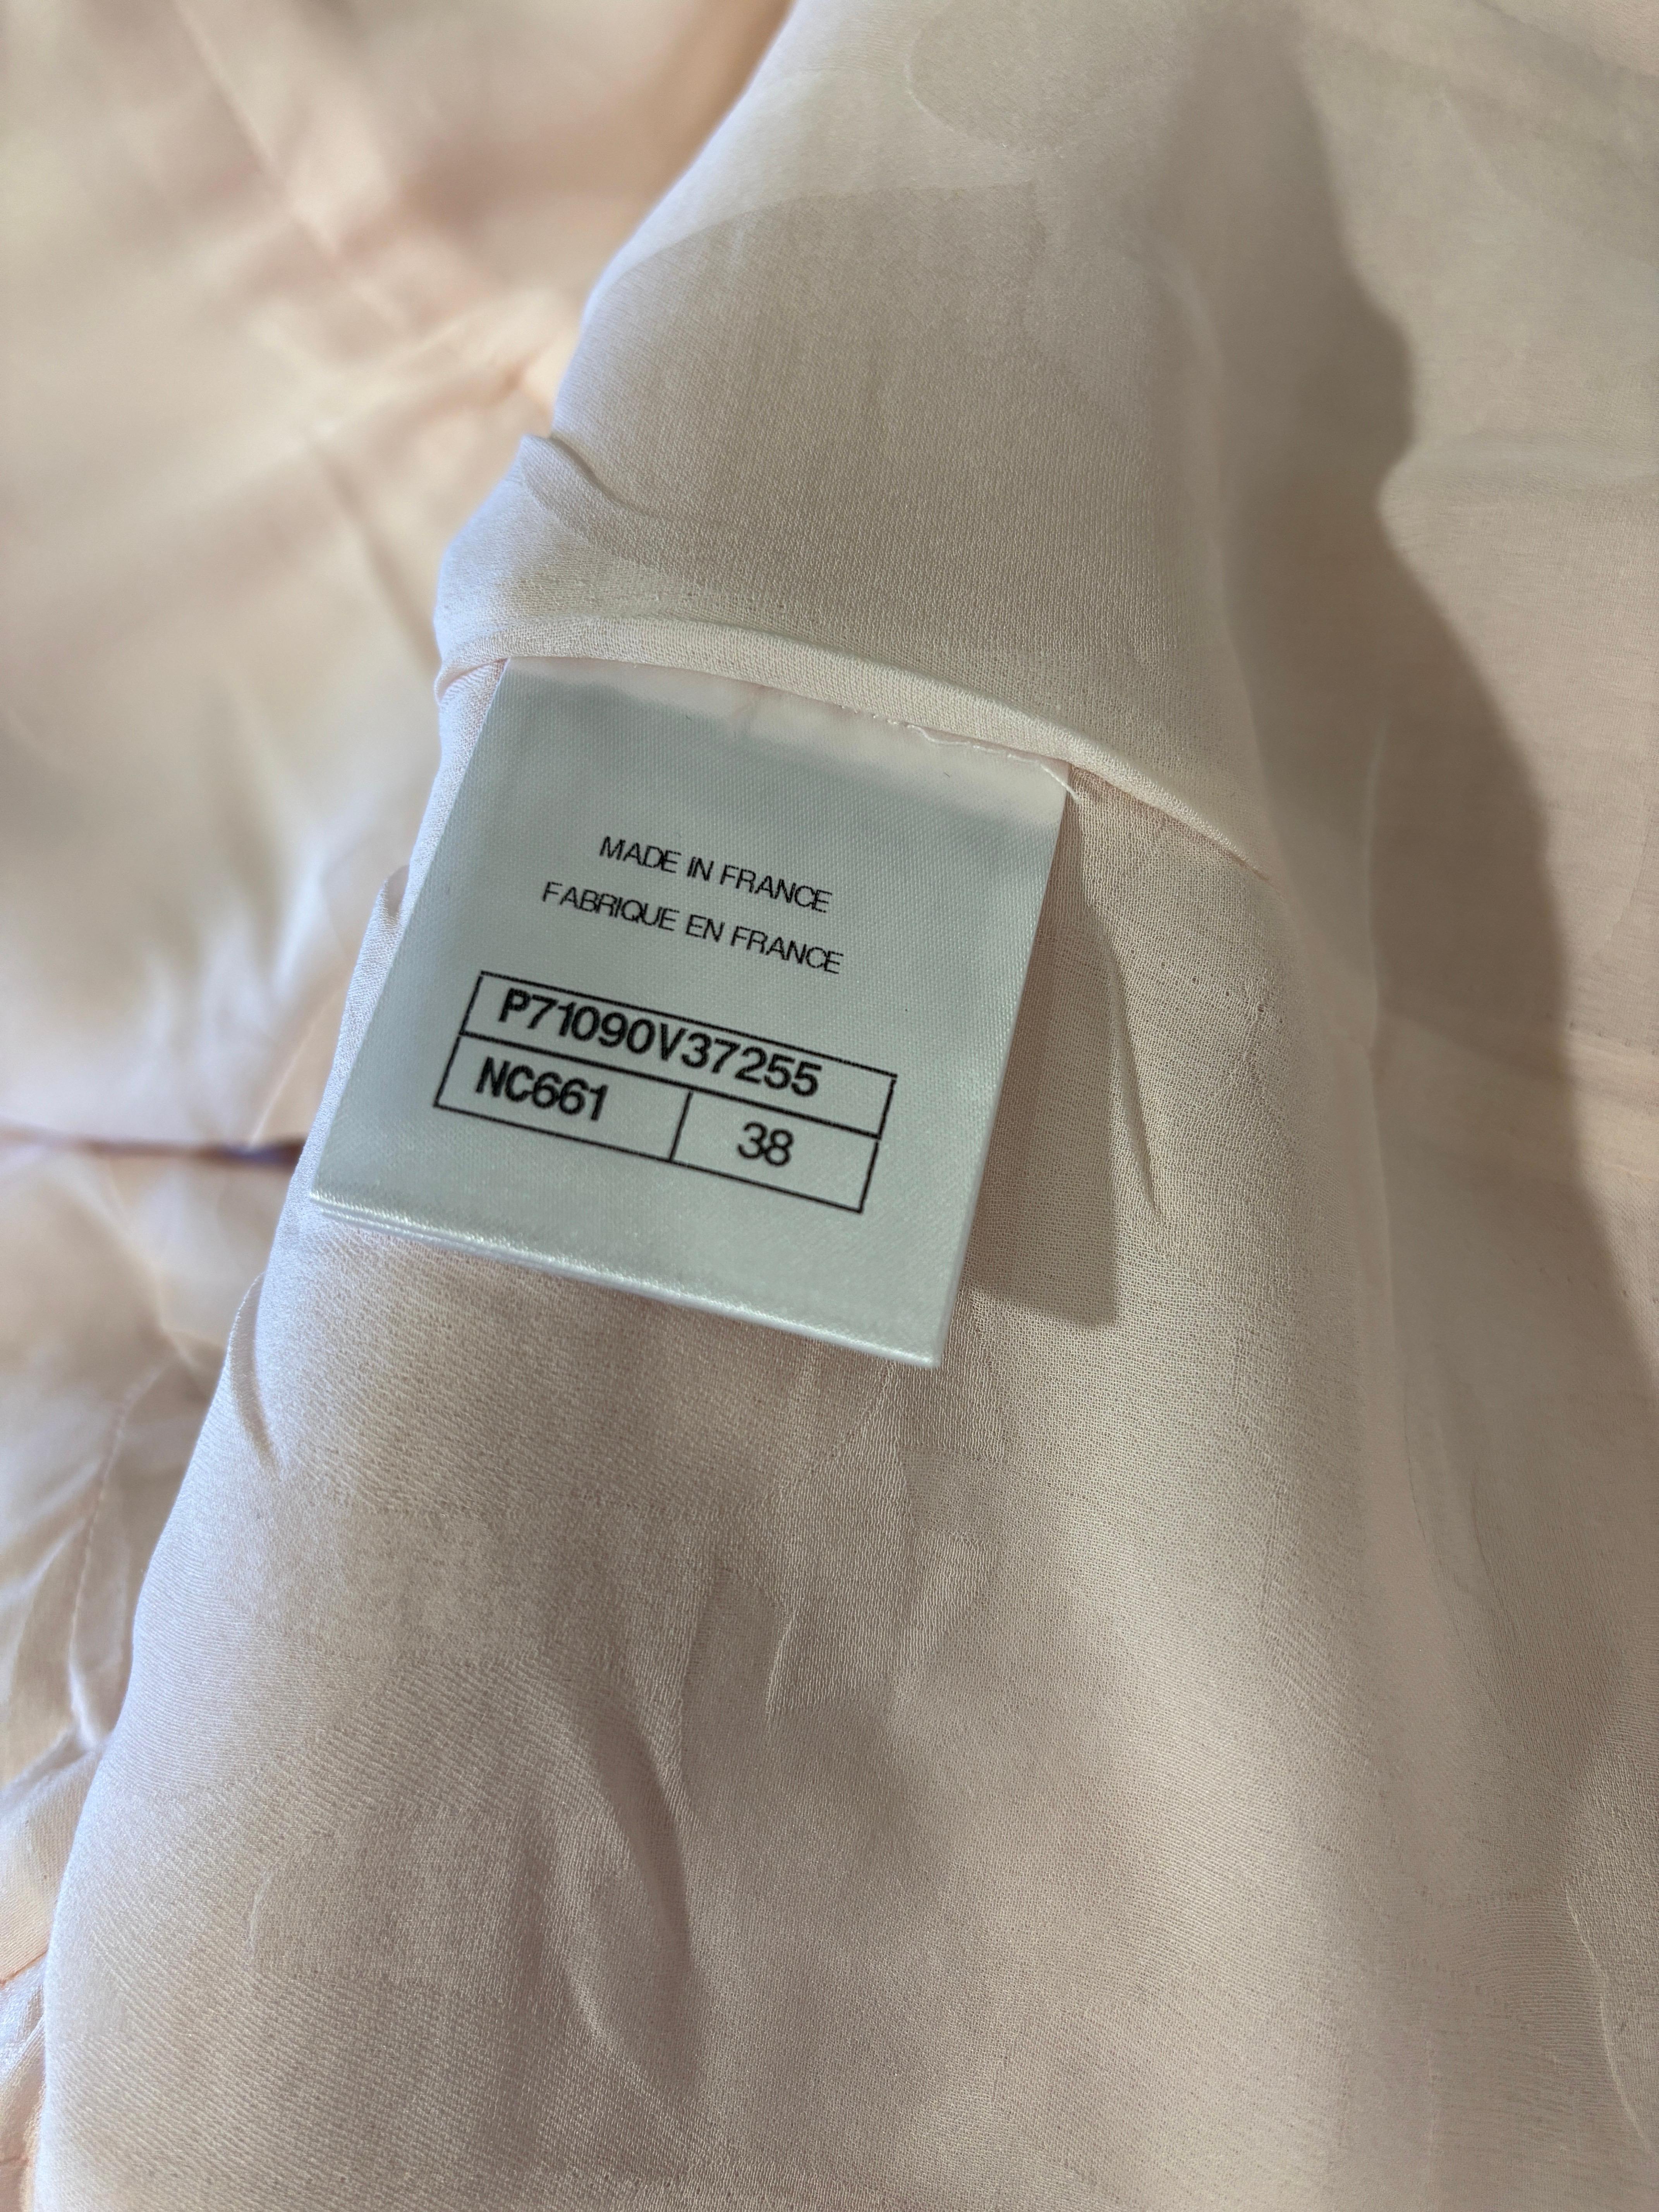 MADE IN FRANCE
FABRIQUE EN FRANCE
P71090V37255
NC661 38